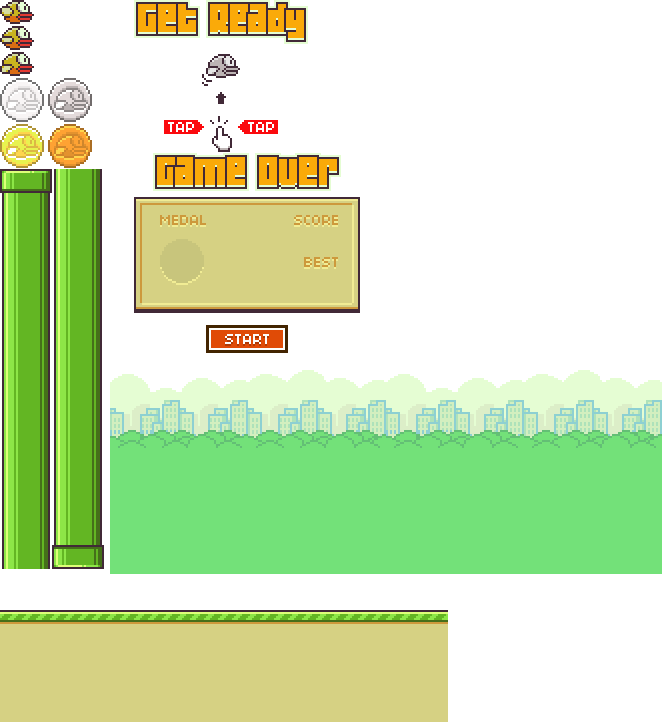 Get Ready
TAP TAP
Game Over
MEDAL SCORE
BEST
START